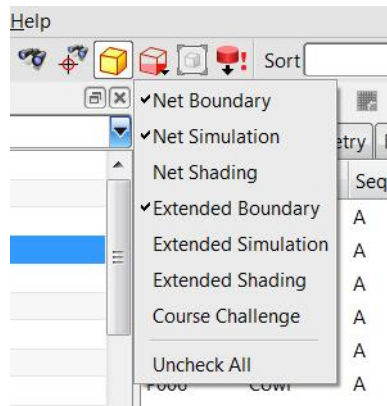 Help
Sort
Net Boundary
Net Simulation
etry
Net Shading
Seq
Extended Boundary
A
Extended Simulation
A
Extended Shading
A
Course Challenge
A
Uncheck All
A
A